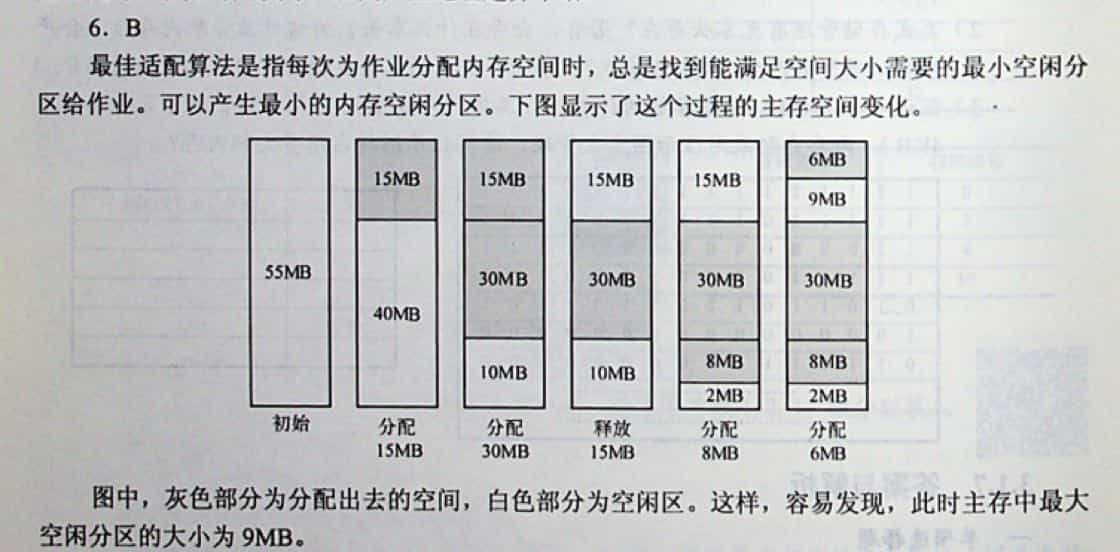 6. B
最佳适配算法是指每次为作业分配内存空间时，总是找到能满足空间大小需要的最小空闲分
区给作业。可以产生最小的内存空闲分区。下图显示了这个过程的主存空间变化。
55MB
初始
15MB
40MB
分配
15MB
15MB
30MB
10MB
分配
30MB
15MB
30MB
10MB
释放
15MB
15MB
30MB
8MB
2MB
分配
8MB
6MB
9MB
30MB
8MB
2MB
分配
6MB
图中，灰色部分为分配出去的空间，白色部分为空闲区。这样，容易发现，此时主存中最大
空闲分区的大小为 9MB。